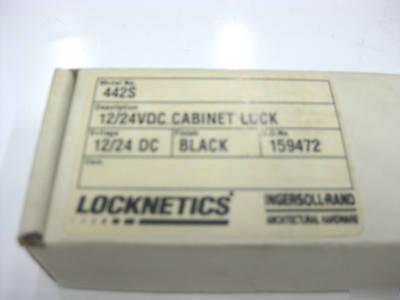 Model No.
442S
Description
12/24VDC CABINET LOCK
Voltage Finish I.D.No.
12/24 DC BLACK 159472
LOCKNETICS INGERSOLL-RAND
ARCHITECTURAL HARDWARE